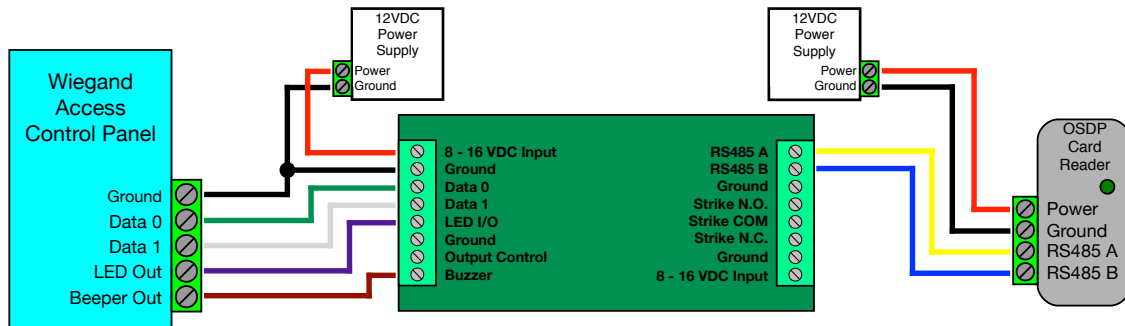 12VDC
Power
Supply
Power
Ground
12VDC
Power
Supply
Power
Ground
Wiegand
Access
Control Panel
Ground
Data 0
Data 1
LED Out
Beeper Out
8 - 16 VDC Input
Ground
Data 0
Data 1
LED I/O
Ground
Output Control
Buzzer
RS485 A
RS485 B
Ground
Strike N.O.
Strike COM
Strike N.C.
Ground
8 - 16 VDC Input
OSDP
Card
Reader
Power
Ground
RS485 A
RS485 B